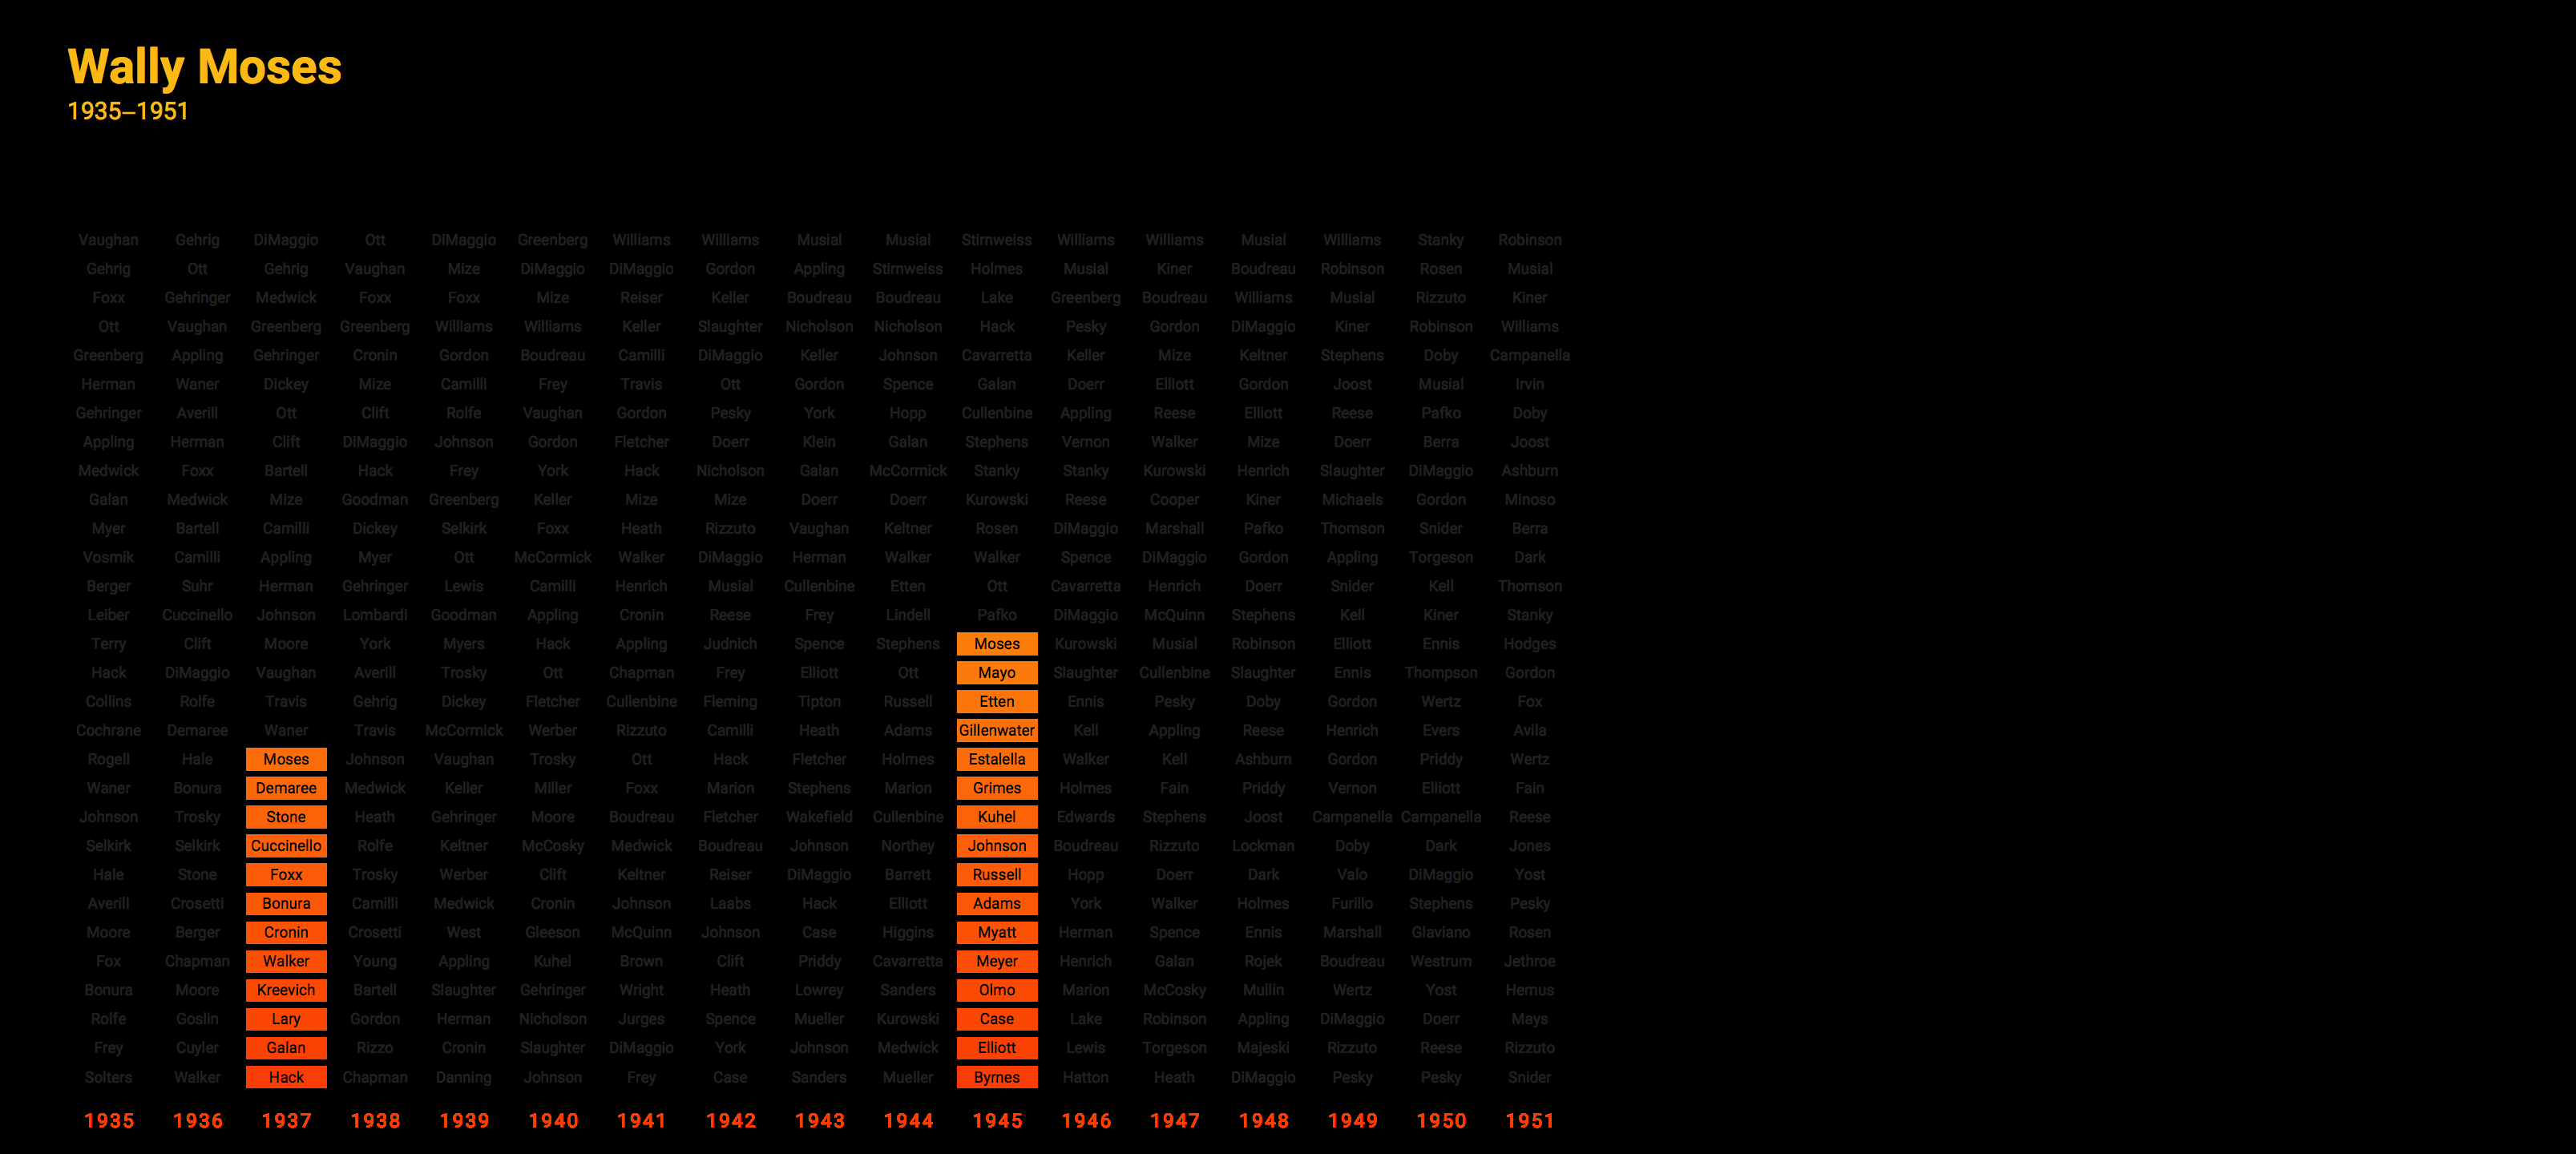 Wally Moses
1935–1951
Vaughan Gehrig DiMaggio Ott DiMaggio Greenberg Williams Williams Musial Musial Stirnweiss Williams Williams Musial Williams Stanky Robinson
Gehrig Ott Gehrig Vaughan Mize DiMaggio DiMaggio Gordon Appling Stirnweiss Holmes Musial Kiner Boudreau Robinson Rosen Musial
Foxx Gehringer Medwick Foxx Foxx Mize Reiser Keller Boudreau Boudreau Lake Greenberg Boudreau Williams Musial Rizzuto Kiner
Ott Vaughan Greenberg Greenberg Williams Williams Keller Slaughter Nicholson Nicholson Hack Pesky Gordon DiMaggio Kiner Robinson Williams
Greenberg Appling Gehringer Cronin Gordon Boudreau Camilli DiMaggio Keller Johnson Cavarretta Keller Mize Keltner Stephens Doby Campanella
Herman Waner Dickey Mize Camilli Frey Travis Ott Gordon Spence Galan Doerr Elliott Gordon Joost Musial Irvin
Gehringer Averill Ott Clift Rolfe Vaughan Gordon Pesky York Hopp Cullenbine Appling Reese Elliott Reese Pafko Doby
Appling Herman Clift DiMaggio Johnson Gordon Fletcher Doerr Klein Galan Stephens Vernon Walker Mize Doerr Berra Joost
Medwick Foxx Bartell Hack Frey York Hack Nicholson Galan McCormick Stanky Stanky Kurowski Henrich Slaughter DiMaggio Ashburn
Galan Medwick Mize Goodman Greenberg Keller Mize Mize Doerr Doerr Kurowski Reese Cooper Kiner Michaels Gordon Minoso
Myer Bartell Camilli Dickey Selkirk Foxx Heath Rizzuto Vaughan Keltner Rosen DiMaggio Marshall Pafko Thomson Snider Berra
Vosmik Camilli Appling Myer Ott McCormick Walker DiMaggio Herman Walker Walker Spence DiMaggio Gordon Appling Torgeson Dark
Berger Suhr Herman Gehringer Lewis Camilli Henrich Musial Cullenbine Etten Ott Cavarretta Henrich Doerr Snider Kell Thomson
Leiber Cuccinello Johnson Lombardi Goodman Appling Cronin Reese Frey Lindell Pafko DiMaggio McQuinn Stephens Kell Kiner Stanky
Terry Clift Moore York Myers Hack Appling Judnich Spence Stephens Moses Kurowski Musial Robinson Elliott Ennis Hodges
Hack DiMaggio Vaughan Averill Trosky Ott Chapman Frey Elliott Ott Mayo Slaughter Cullenbine Slaughter Ennis Thompson Gordon
Collins Rolfe Travis Gehrig Dickey Fletcher Cullenbine Fleming Tipton Russell Etten Ennis Pesky Doby Gordon Wertz Fox
Cochrane Demaree Waner Travis McCormick Werber Rizzuto Camilli Heath Adams Gillenwater Kell Appling Reese Henrich Evers Avila
Rogell Hale Moses Johnson Vaughan Trosky Ott Hack Fletcher Holmes Estalella Walker Kell Ashburn Gordon Priddy Wertz
Waner Bonura Demaree Medwick Keller Miller Foxx Marion Stephens Marion Grimes Holmes Fain Priddy Vernon Elliott Fain
Johnson Trosky Stone Heath Gehringer Moore Boudreau Fletcher Wakefield Cullenbine Kuhel Edwards Stephens Joost Campanella Campanella Reese
Selkirk Selkirk Cuccinello Rolfe Keltner McCosky Medwick Boudreau Johnson Northey Johnson Boudreau Rizzuto Lockman Doby Dark Jones
Hale Stone Foxx Trosky Werber Clift Keltner Reiser DiMaggio Barrett Russell Hopp Doerr Dark Valo DiMaggio Yost
Averill Crosetti Bonura Camilli Medwick Cronin Johnson Laabs Hack Elliott Adams York Walker Holmes Furillo Stephens Pesky
Moore Berger Cronin Crosetti West Gleeson McQuinn Johnson Case Higgins Myatt Herman Spence Ennis Marshall Glaviano Rosen
Fox Chapman Walker Young Appling Kuhel Brown Clift Priddy Cavarretta Meyer Henrich Galan Rojek Boudreau Westrum Jethroe
Bonura Moore Kreevich Bartell Slaughter Gehringer Wright Heath Lowrey Sanders Olmo Marion McCosky Mullin Wertz Yost Hemus
Rolfe Goslin Lary Gordon Herman Nicholson Jurges Spence Mueller Kurowski Case Lake Robinson Appling DiMaggio Doerr Mays
Frey Cuyler Galan Rizzo Cronin Slaughter DiMaggio York Johnson Medwick Elliott Lewis Torgeson Majeski Rizzuto Reese Rizzuto
Solters Walker Hack Chapman Danning Johnson Frey Case Sanders Mueller Byrnes Hatton Heath DiMaggio Pesky Pesky Snider
1935 1936 1937 1938 1939 1940 1941 1942 1943 1944 1945 1946 1947 1948 1949 1950 1951